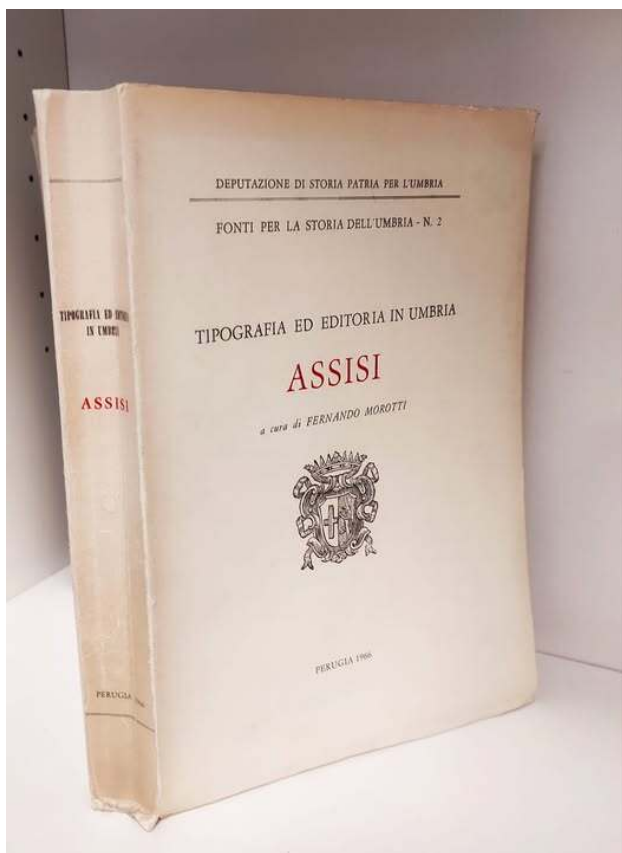 DEPUTAZIONE DI STORIA PATRIA PER L'UMBRIA
FONTI PER LA STORIA DELL'UMBRIA - N. 2
TIPOGRAFIA ED EDITORIA IN UMBRIA
ASSISI
a cura di FERNANDO MOROTTI
PERUGIA 1966
TIPOGRAFIA ED EDITORIA
IN UMBRIA
ASSISI
PERUGIA 1966